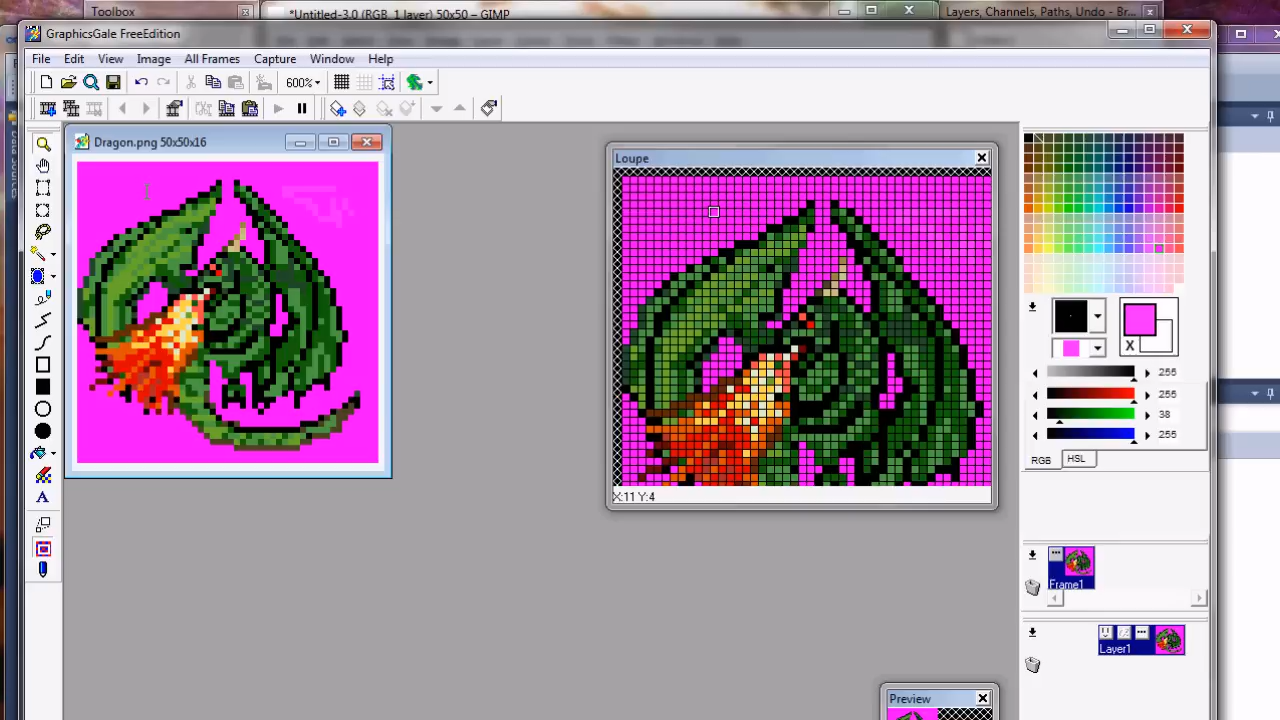 Toolbox
*Untitled-3.0 (RGB, 1 layer) 50x50 – GIMP
Layers, Channels, Paths, Undo - Br...
GraphicsGale FreeEdition
File Edit View Image All Frames Capture Window Help
600%
Dragon.png 50x50x16
Loupe
X:11 Y:4
X
255
255
38
255
RGB HSL
Frame1
Layer1
Preview
A